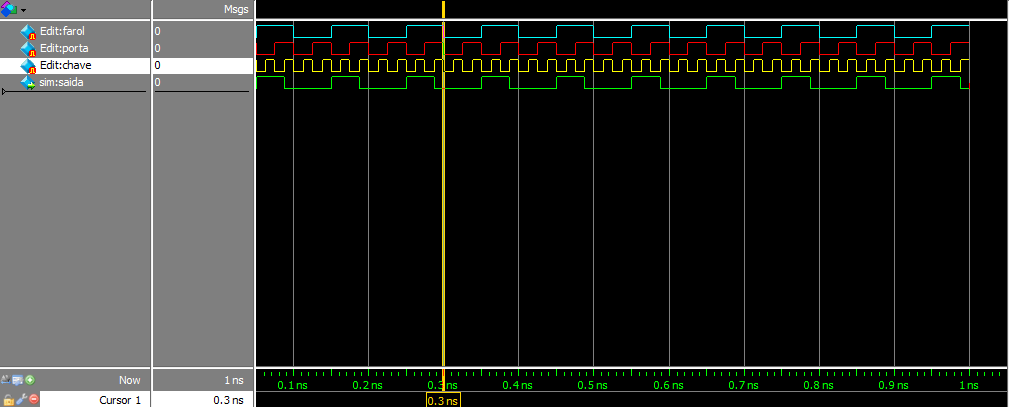 Msgs
Edit:farol 0
Edit:porta 0
Edit:chave 0
sim:saida 0
Now 1 ns
0.1 ns 0.2 ns 0.3 ns 0.4 ns 0.5 ns 0.6 ns 0.7 ns 0.8 ns 0.9 ns 1 ns
Cursor 1 0.3 ns
0.3 ns